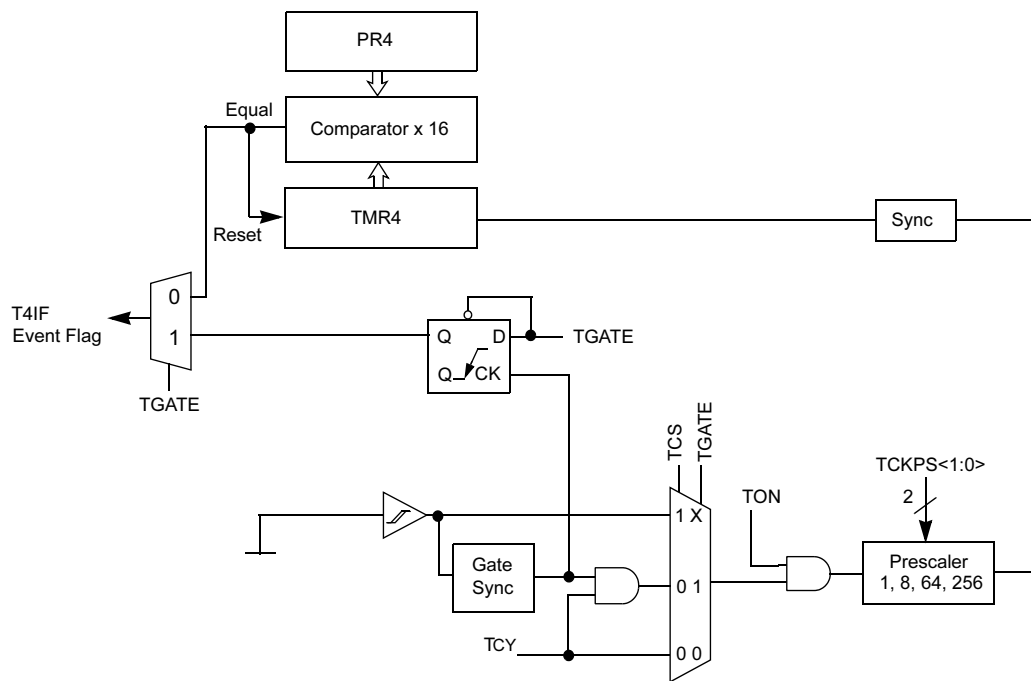 PR4
Equal
Comparator x 16
TMR4
Reset
Sync
0
1
T4IF
Event Flag
TGATE
Q
D
TGATE
Q
CK
TCS
TGATE
TCKPS<1:0>
2
TON
1 X
Gate
Sync
0 1
Prescaler
1, 8, 64, 256
TCY
0 0